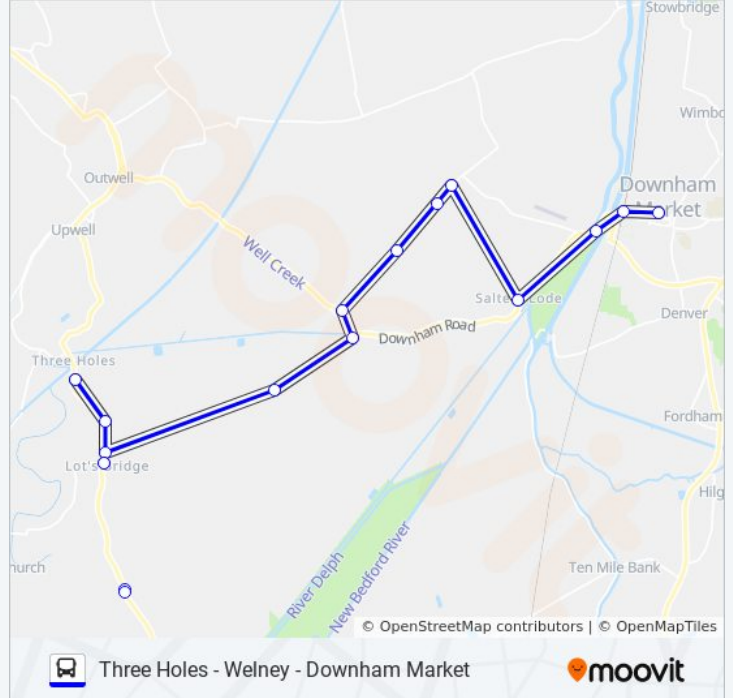 Stowbridge
Wimbo
Downham
Market
Outwell
Upwell
Well Creek
Salters Lode
Downham Road
Denver
Three Holes
Fordham
Lot's Bridge
Hilg
hurch
Ten Mile Bank
River Delph
New Bedford River
© OpenStreetMap contributors | © OpenMapTiles
Three Holes - Welney - Downham Market
moovit